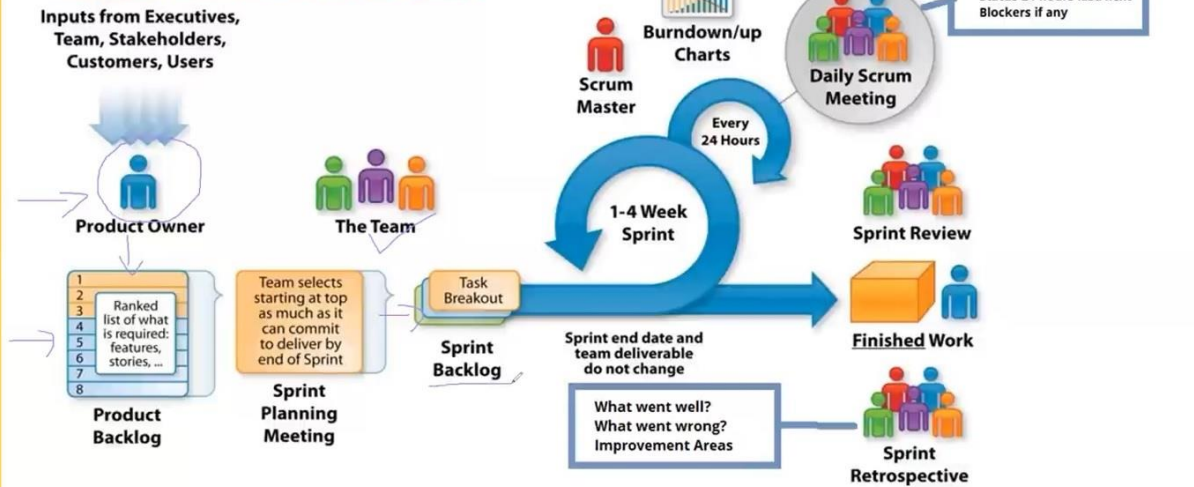 Inputs from Executives,
Team, Stakeholders,
Customers, Users
Product Owner
1
2
3
4
5
6
7
8
Ranked
list of what
is required:
features,
stories, ...
Product
Backlog
The Team
Team selects
starting at top
as much as it
can commit
to deliver by
end of Sprint
Sprint
Planning
Meeting
Task
Breakout
Sprint
Backlog
Scrum
Master
Burndown/up
Charts
Every
24 Hours
1-4 Week
Sprint
Sprint end date and
team deliverable
do not change
Daily Scrum
Meeting
Blockers if any
Sprint Review
Finished Work
What went well?
What went wrong?
Improvement Areas
Sprint
Retrospective